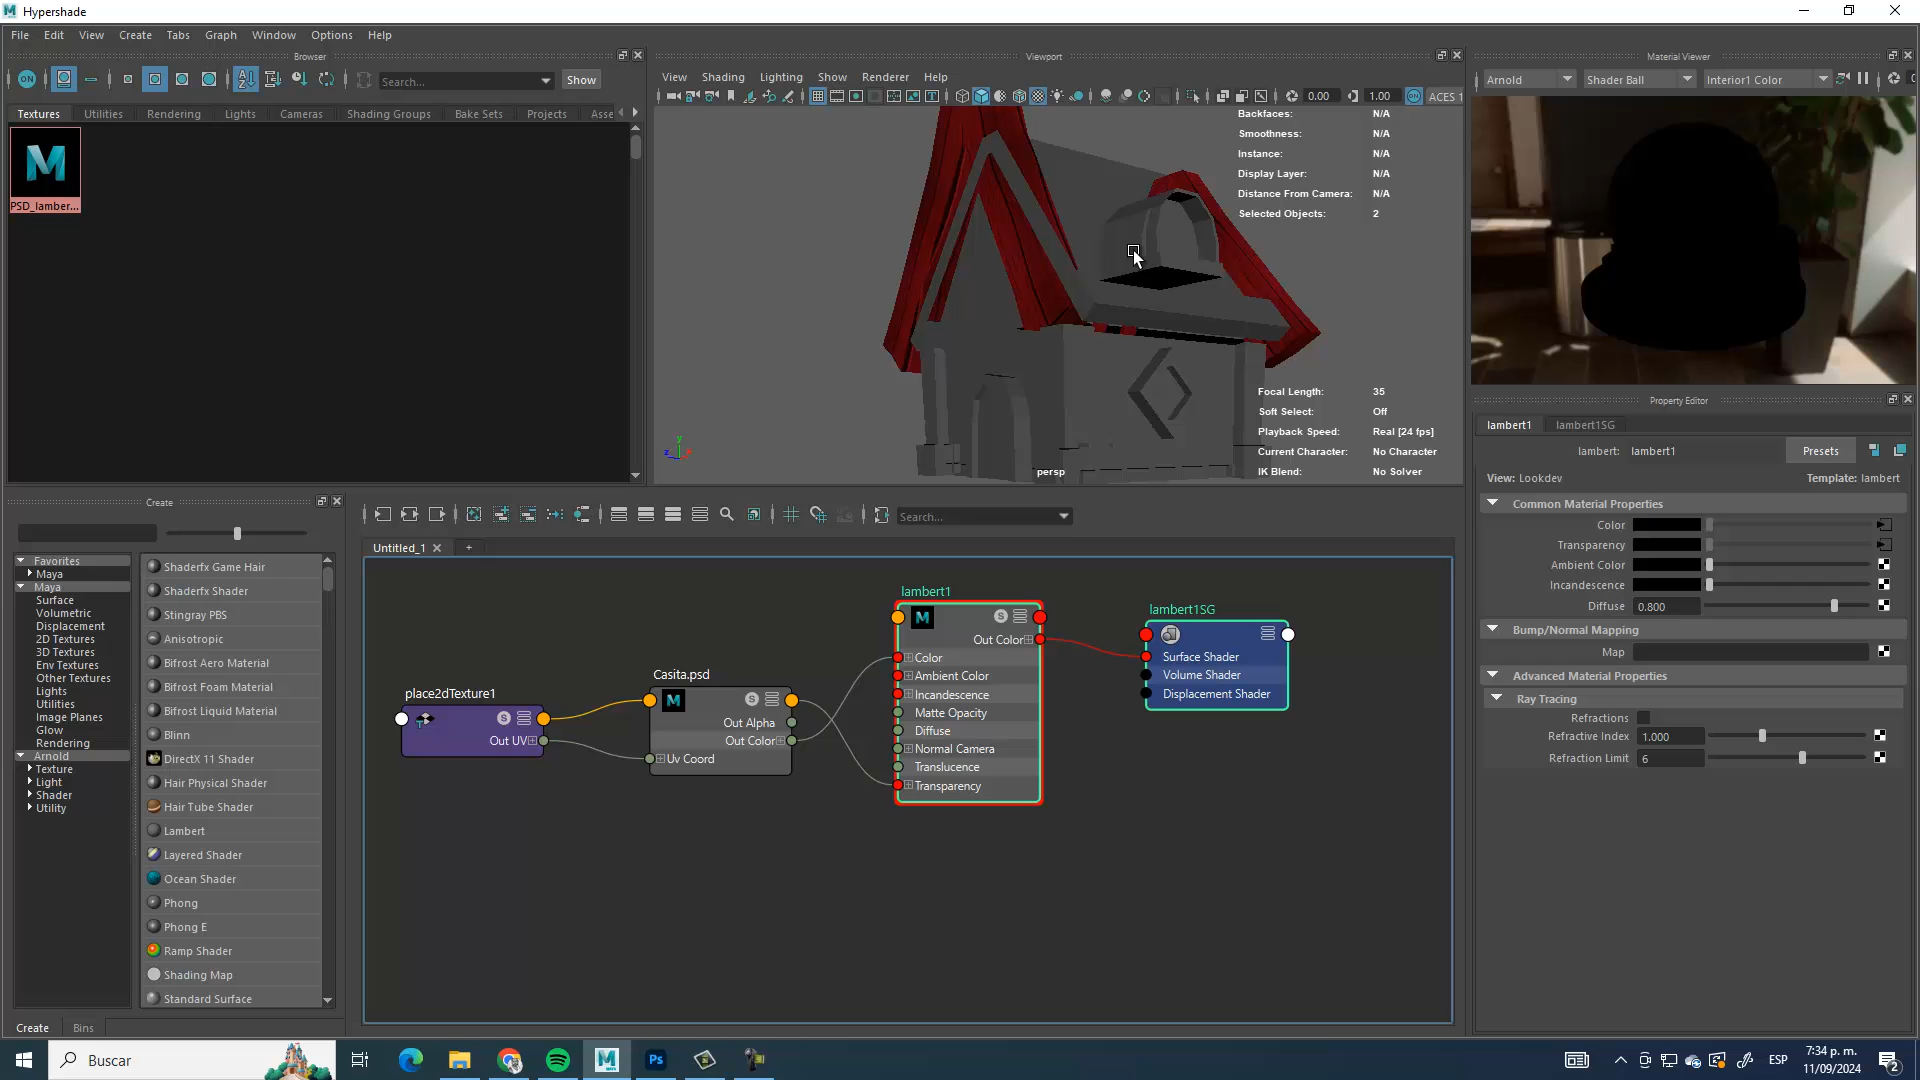 Hypershade
File Edit View Create Tabs Graph Window Options Help
Browser
ON Search... Show
Textures Utilities Rendering Lights Cameras Shading Groups Bake Sets Projects Asse
PSD_lamber...
Viewport
View Shading Lighting Show Renderer Help
0.00 1.00 ON ACES 1
Backfaces: N/A
Smoothness: N/A
Instance: N/A
Display Layer: N/A
Distance From Camera: N/A
Selected Objects: 2
Focal Length: 35
Soft Select: Off
Playback Speed: Real [24 fps]
Current Character: No Character
IK Blend: No Solver
persp
y
z
Material Viewer
Arnold Shader Ball Interior1 Color
Property Editor
lambert1 lambert1SG
lambert: lambert1 Presets
View: Lookdev Template: lambert
Common Material Properties
Color
Transparency
Ambient Color
Incandescence
Diffuse 0.800
Bump/Normal Mapping
Map
Advanced Material Properties
Ray Tracing
Refractions
Refractive Index 1.000
Refraction Limit 6
Create
Favorites
Maya
Maya
Surface
Volumetric
Displacement
2D Textures
3D Textures
Env Textures
Other Textures
Lights
Utilities
Image Planes
Glow
Rendering
Arnold
Texture
Light
Shader
Utility
Shaderfx Game Hair
Shaderfx Shader
Stingray PBS
Anisotropic
Bifrost Aero Material
Bifrost Foam Material
Bifrost Liquid Material
Blinn
DirectX 11 Shader
Hair Physical Shader
Hair Tube Shader
Lambert
Layered Shader
Ocean Shader
Phong
Phong E
Ramp Shader
Shading Map
Standard Surface
Create Bins
Search...
Untitled_1 +
place2dTexture1
Out UV
Casita.psd
Out Alpha
Out Color
Uv Coord
lambert1
Out Color
Color
Ambient Color
Incandescence
Matte Opacity
Diffuse
Normal Camera
Translucence
Transparency
lambert1SG
Surface Shader
Volume Shader
Displacement Shader
Buscar
ESP
7:34 p. m.
11/09/2024
2